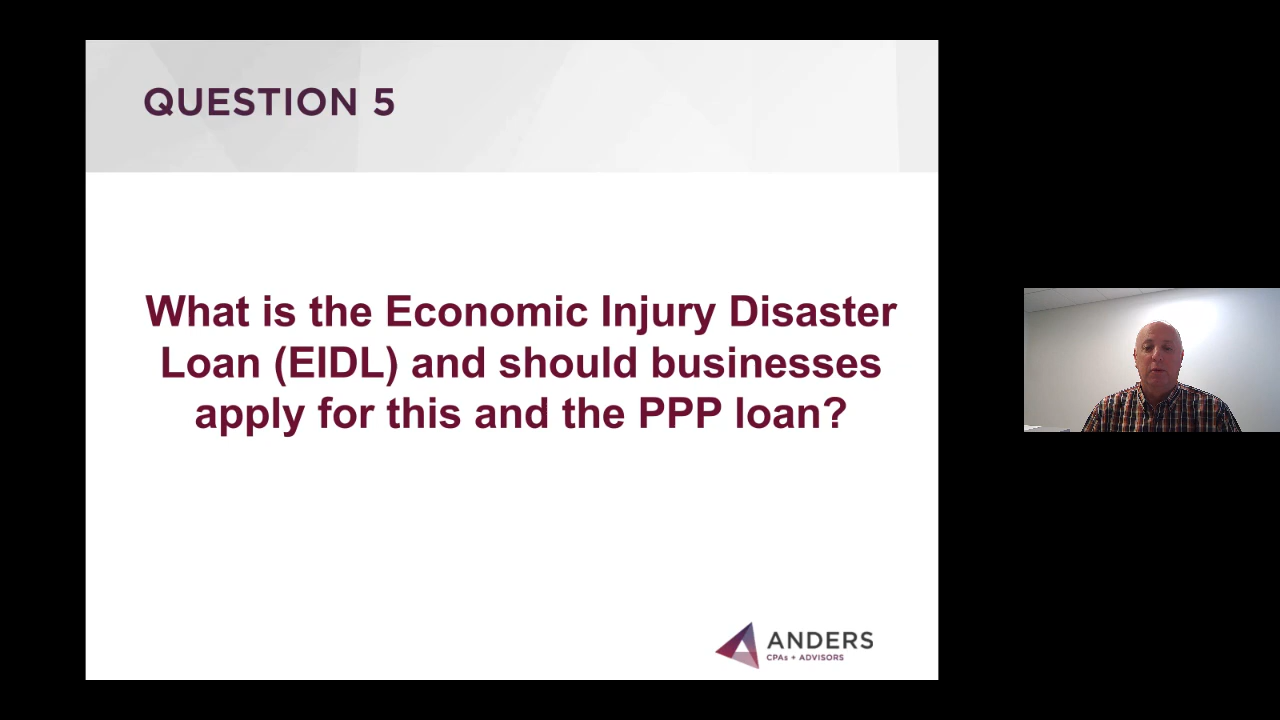 QUESTION 5
What is the Economic Injury Disaster
Loan (EIDL) and should businesses
apply for this and the PPP loan?
ANDERS
CPAs + ADVISORS